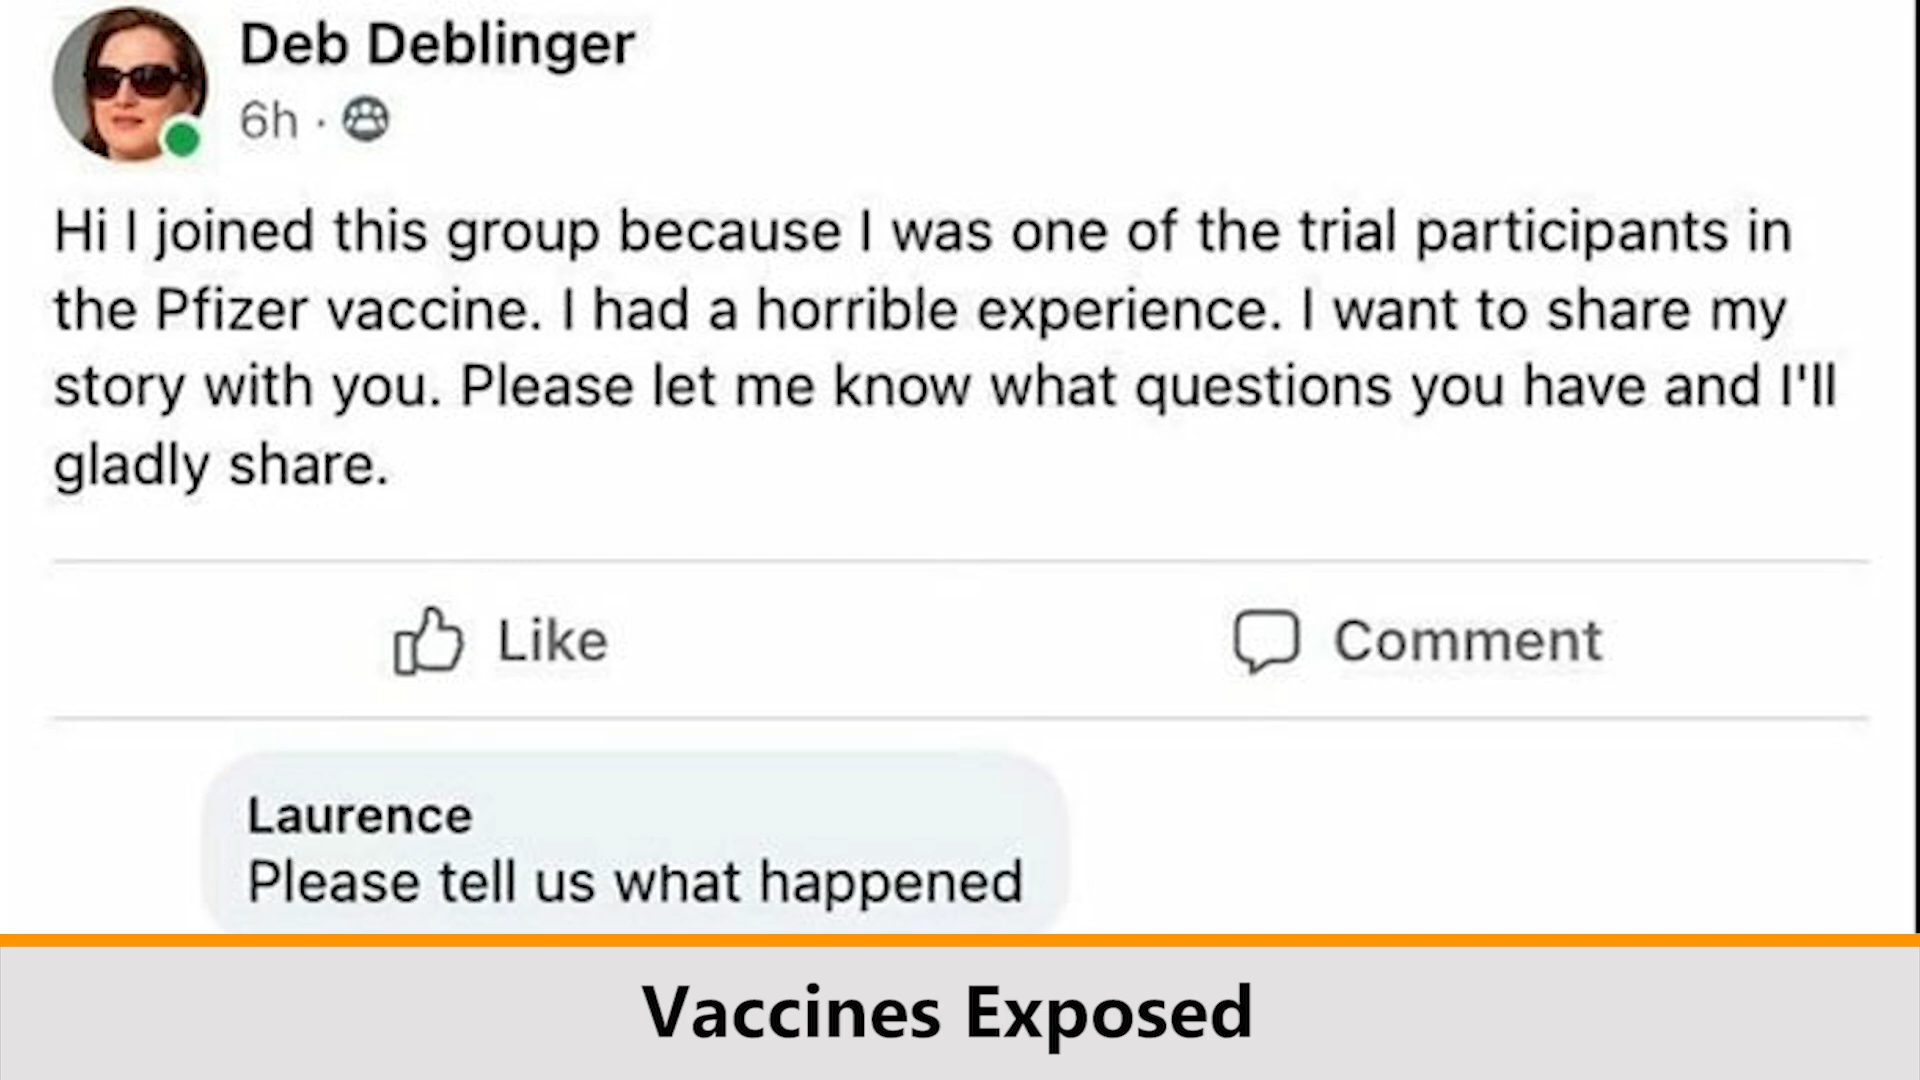 Deb Deblinger
6h ·
Hi I joined this group because I was one of the trial participants in
the Pfizer vaccine. I had a horrible experience. I want to share my
story with you. Please let me know what questions you have and I'll
gladly share.
Like
Comment
Laurence
Please tell us what happened
Vaccines Exposed